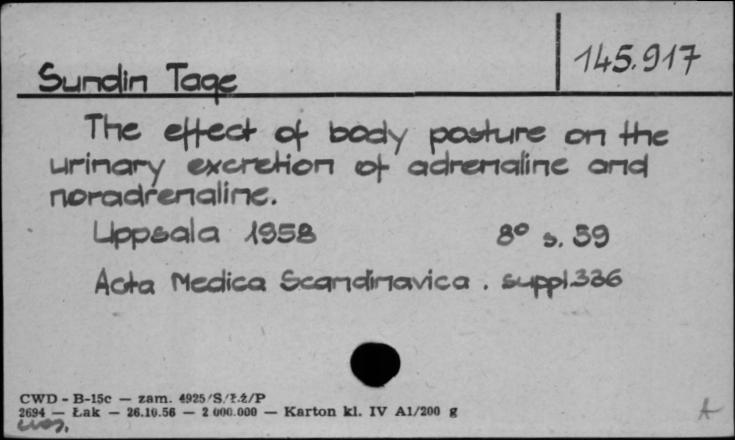 145.917
Sundin Tage
The effect of body posture on the
urinary excretion of adrenaline and
noradrenaline.
Uppsala 1958 8° s. 59
Acta Medica Scandinavica . suppl.336
CWD - B-15c — zam. 4925/S/Ł.Ż/P
2694 — Łak — 26.10.56 — 2 000.000 — Karton kl. IV A1/200 g
A